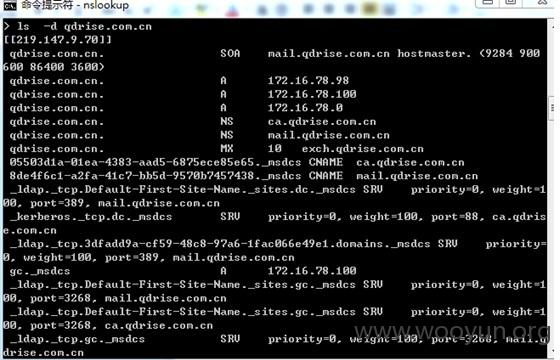 命令提示符 - nslookup
> ls  -d qdrise.com.cn
[[219.147.9.70]]
qdrise.com.cn.                 SOA    mail.qdrise.com.cn hostmaster. (9284 900
600 86400 3600)
qdrise.com.cn.                 A      172.16.78.98
qdrise.com.cn.                 A      172.16.78.100
qdrise.com.cn.                 A      172.16.78.0
qdrise.com.cn.                 NS     ca.qdrise.com.cn
qdrise.com.cn.                 NS     mail.qdrise.com.cn
qdrise.com.cn.                 MX     10   exch.qdrise.com.cn
05503d1a-01ea-4383-aad5-6875ece85e65._msdcs CNAME  ca.qdrise.com.cn
8de4f6c1-a2fa-41c7-bb5d-9570b7457438._msdcs CNAME  mail.qdrise.com.cn
_ldap._tcp.Default-First-Site-Name._sites.dc._msdcs SRV    priority=0, weight=1
00, port=389, mail.qdrise.com.cn
_kerberos._tcp.dc._msdcs       SRV    priority=0, weight=100, port=88, ca.qdris
e.com.cn
_ldap._tcp.3dfadd9a-cf59-48c8-97a6-1fac066e49e1.domains._msdcs SRV    priority=
0, weight=100, port=389, mail.qdrise.com.cn
gc._msdcs                      A      172.16.78.100
_ldap._tcp.Default-First-Site-Name._sites.gc._msdcs SRV    priority=0, weight=1
00, port=3268, mail.qdrise.com.cn
_ldap._tcp.Default-First-Site-Name._sites.gc._msdcs SRV    priority=0, weight=1
00, port=3268, ca.qdrise.com.cn
_ldap._tcp.gc._msdcs           SRV    priority=0, weight=100, port=3268, mail.q
drise.com.cn
www.wooyun.org